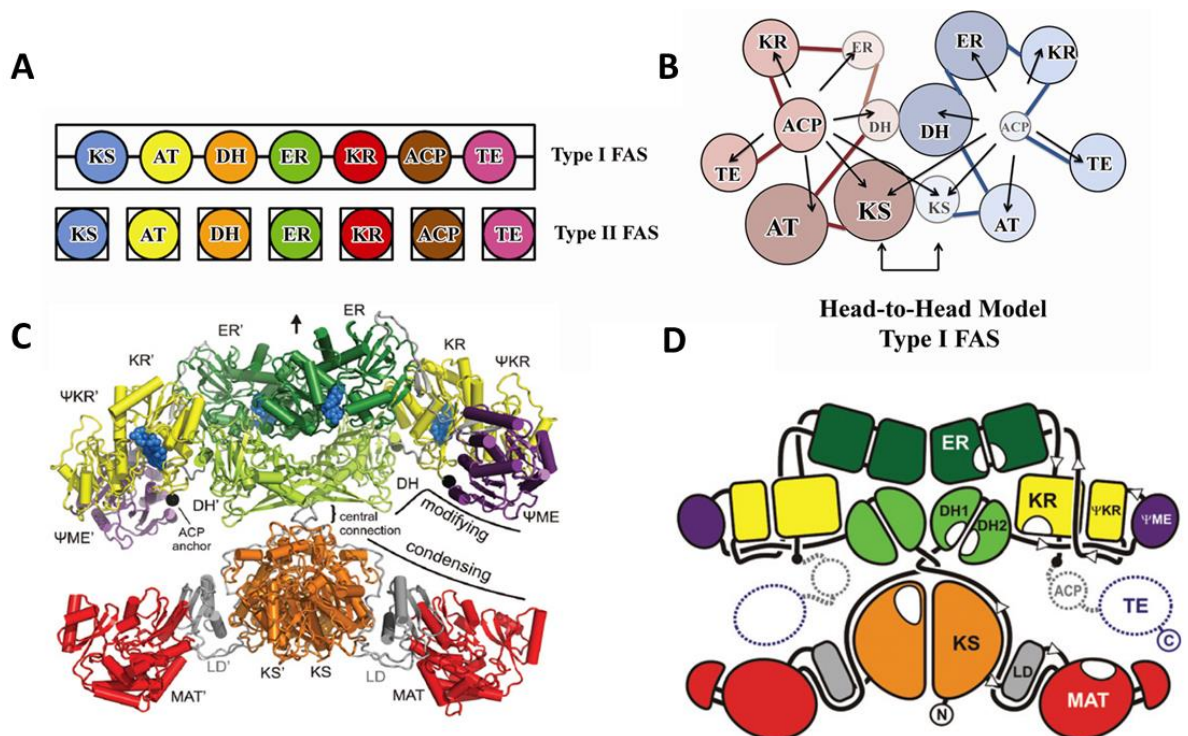 A
KS AT DH ER KR ACP TE Type I FAS
KS AT DH ER KR ACP TE Type II FAS
B
KR ER ER KR
ACP DH DH ACP
TE TE
AT KS KS AT
Head-to-Head Model
Type I FAS
C
ER' ER
KR' KR
ΨKR' ΨKR
DH' DH
ΨME' ΨME
ACP
anchor
central
connection
modifying
condensing
LD' KS' KS LD
MAT' MAT
D
ER
KR ΨKR ΨME
DH1 DH2
ACP TE
C
KS LD
MAT
N